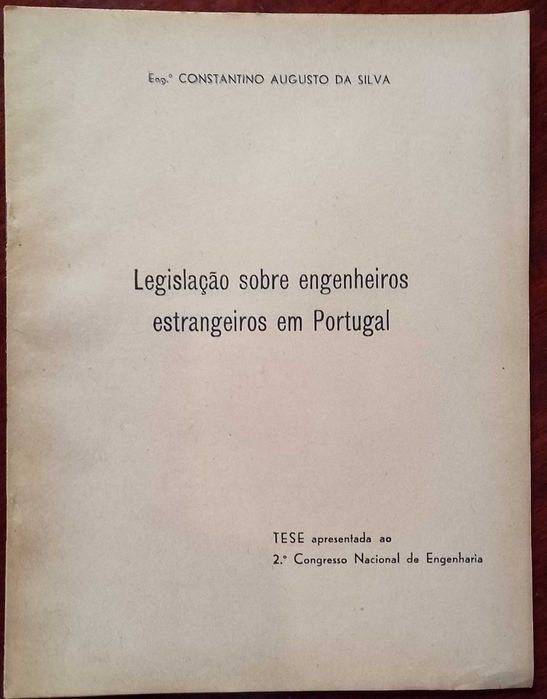 Eng.º CONSTANTINO AUGUSTO DA SILVA
Legislação sobre engenheiros
estrangeiros em Portugal
TESE apresentada ao
2.º Congresso Nacional de Engenharia